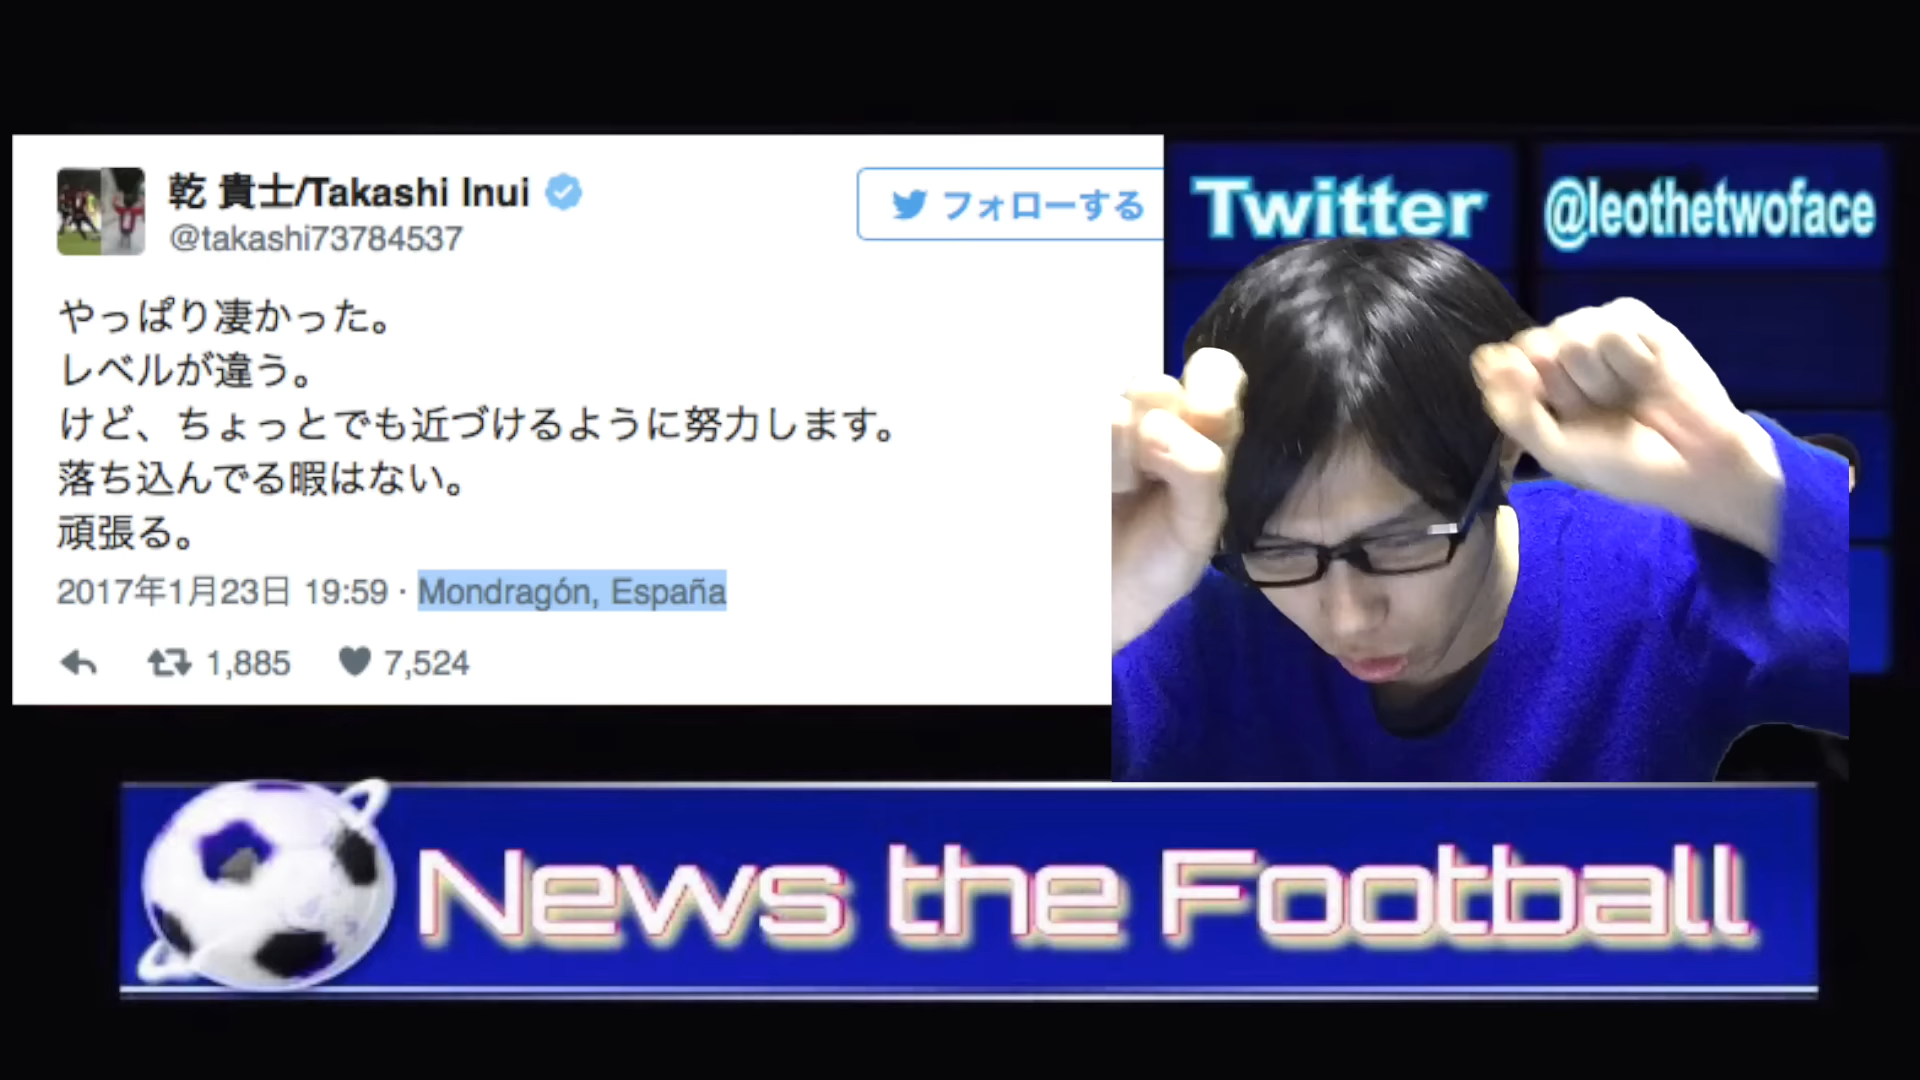 乾 貴士/Takashi Inui
@takashi73784537
フォローする
やっぱり凄かった。
レベルが違う。
けど、ちょっとでも近づけるように努力します。
落ち込んでる暇はない。
頑張る。
2017年1月23日 19:59 · Mondragón, España
1,885 7,524
Twitter @leothetwoface
News the Football